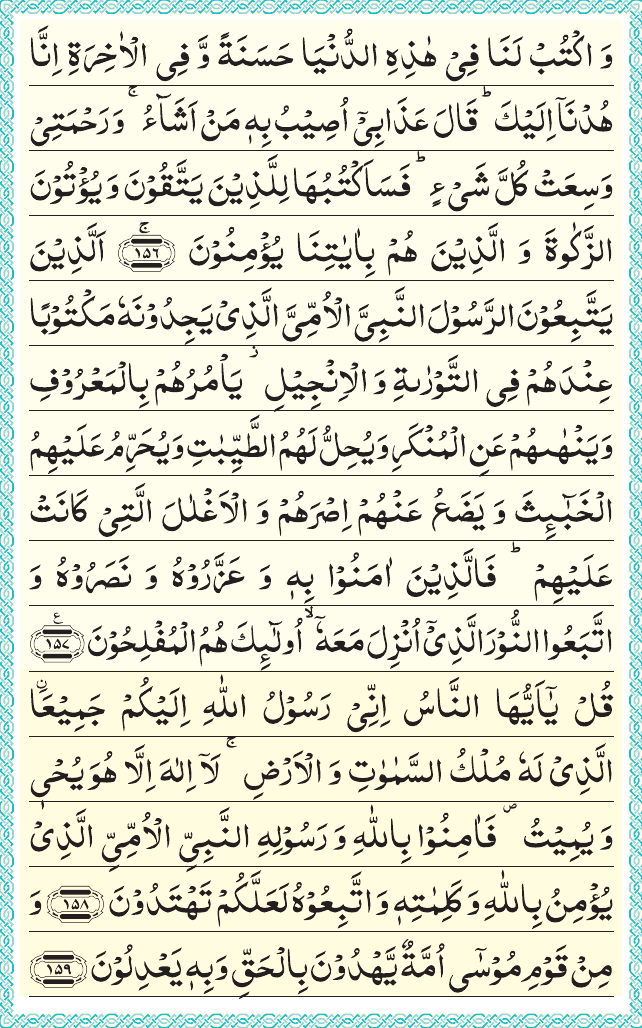 وَ اكۡتُبۡ لَنَا فِىۡ هٰذِهِ الدُّنۡيَا حَسَنَةً وَّ فِى الۡاٰخِرَةِ اِنَّا
هُدۡنَاۤ اِلَيۡكَ‌ ؕ قَالَ عَذَابِىۡۤ اُصِيۡبُ بِهٖ مَنۡ اَشَآءُ‌ ۚ وَرَحۡمَتِىۡ
وَسِعَتۡ كُلَّ شَىۡءٍ‌ ؕ فَسَاَكۡتُبُهَا لِلَّذِيۡنَ يَتَّقُوۡنَ وَ يُؤۡتُوۡنَ
الزَّكٰوةَ وَ الَّذِيۡنَ هُمۡ بِاٰيٰتِنَا يُؤۡمِنُوۡنَ‌ ۚ ﴿۱۵۶﴾ اَلَّذِيۡنَ
يَتَّبِعُوۡنَ الرَّسُوۡلَ النَّبِىَّ الۡاُمِّىَّ الَّذِىۡ يَجِدُوۡنَهٗ مَكۡتُوۡبًا
عِنۡدَهُمۡ فِى التَّوۡرٰٮةِ وَ الۡاِنۡجِيۡلِ ۡ يَاۡمُرُهُمۡ بِالۡمَعۡرُوۡفِ
وَيَنۡهٰٮهُمۡ عَنِ الۡمُنۡكَرِ وَيُحِلُّ لَهُمُ الطَّيِّبٰتِ وَيُحَرِّمُ عَلَيۡهِمُ
الۡخَبٰۤئِثَ وَ يَضَعُ عَنۡهُمۡ اِصۡرَهُمۡ وَ الۡاَغۡلٰلَ الَّتِىۡ كَانَتۡ
عَلَيۡهِمۡ‌ ؕ فَالَّذِيۡنَ اٰمَنُوۡا بِهٖ وَ عَزَّرُوۡهُ وَ نَصَرُوۡهُ وَ
اتَّبَعُوا النُّوۡرَ الَّذِىۡۤ اُنۡزِلَ مَعَهٗۤ‌ ۙ اُولٰۤئِكَ هُمُ الۡمُفۡلِحُوۡنَ ﴿۱۵۷﴾ ع
قُلۡ يٰۤاَيُّهَا النَّاسُ اِنِّىۡ رَسُوۡلُ اللّٰهِ اِلَيۡكُمۡ جَمِيۡعَاْ
الَّذِىۡ لَهٗ مُلۡكُ السَّمٰوٰتِ وَ الۡاَرۡضِ‌ ۚ لَاۤ اِلٰهَ اِلَّا هُوَ يُحۡىٖ
وَ يُمِيۡتُ ۖ فَاٰمِنُوۡا بِاللّٰهِ وَ رَسُوۡلِهِ النَّبِىِّ الۡاُمِّىِّ الَّذِىۡ
يُؤۡمِنُ بِاللّٰهِ وَ كَلِمٰتِهٖ وَ اتَّبِعُوۡهُ لَعَلَّكُمۡ تَهۡتَدُوۡنَ ﴿۱۵۸﴾ وَ
مِنۡ قَوۡمِ مُوۡسٰٓى اُمَّةٌ يَّهۡدُوۡنَ بِالۡحَقِّ وَ بِهٖ يَعۡدِلُوۡنَ ﴿۱۵۹﴾